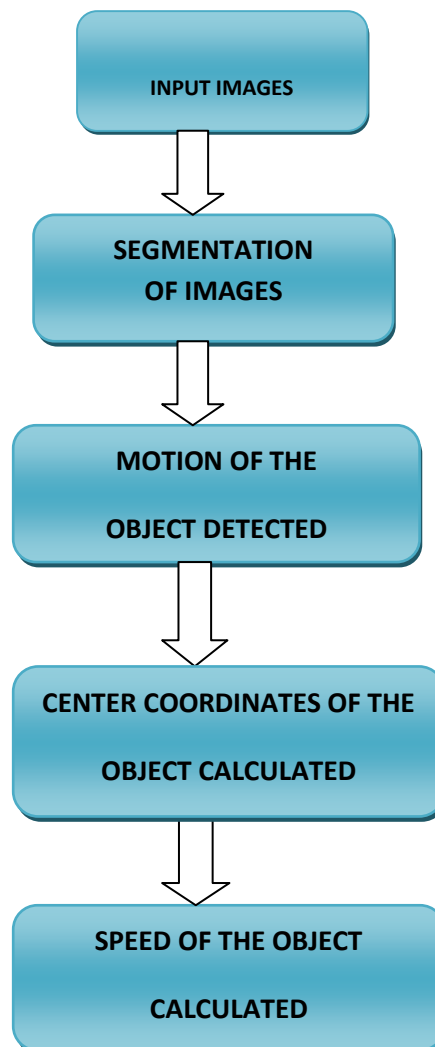 INPUT IMAGES
SEGMENTATION
OF IMAGES
MOTION OF THE
OBJECT DETECTED
CENTER COORDINATES OF THE
OBJECT CALCULATED
SPEED OF THE OBJECT
CALCULATED